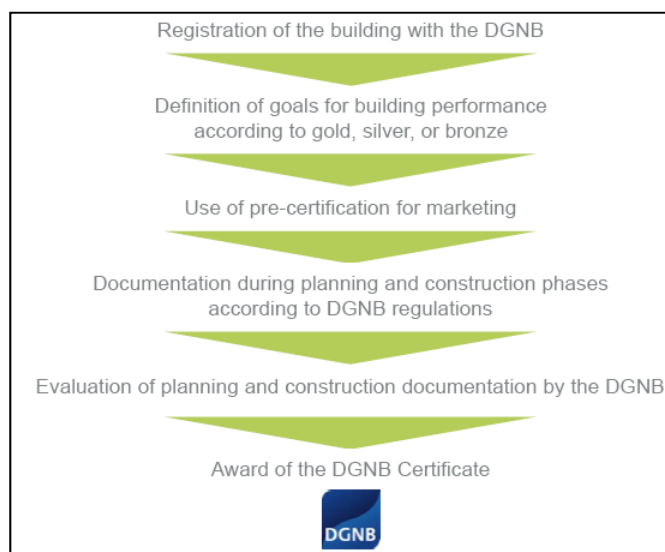 Registration of the building with the DGNB
Definition of goals for building performance
according to gold, silver, or bronze
Use of pre-certification for marketing
Documentation during planning and construction phases
according to DGNB regulations
Evaluation of planning and construction documentation by the DGNB
Award of the DGNB Certificate
DGNB